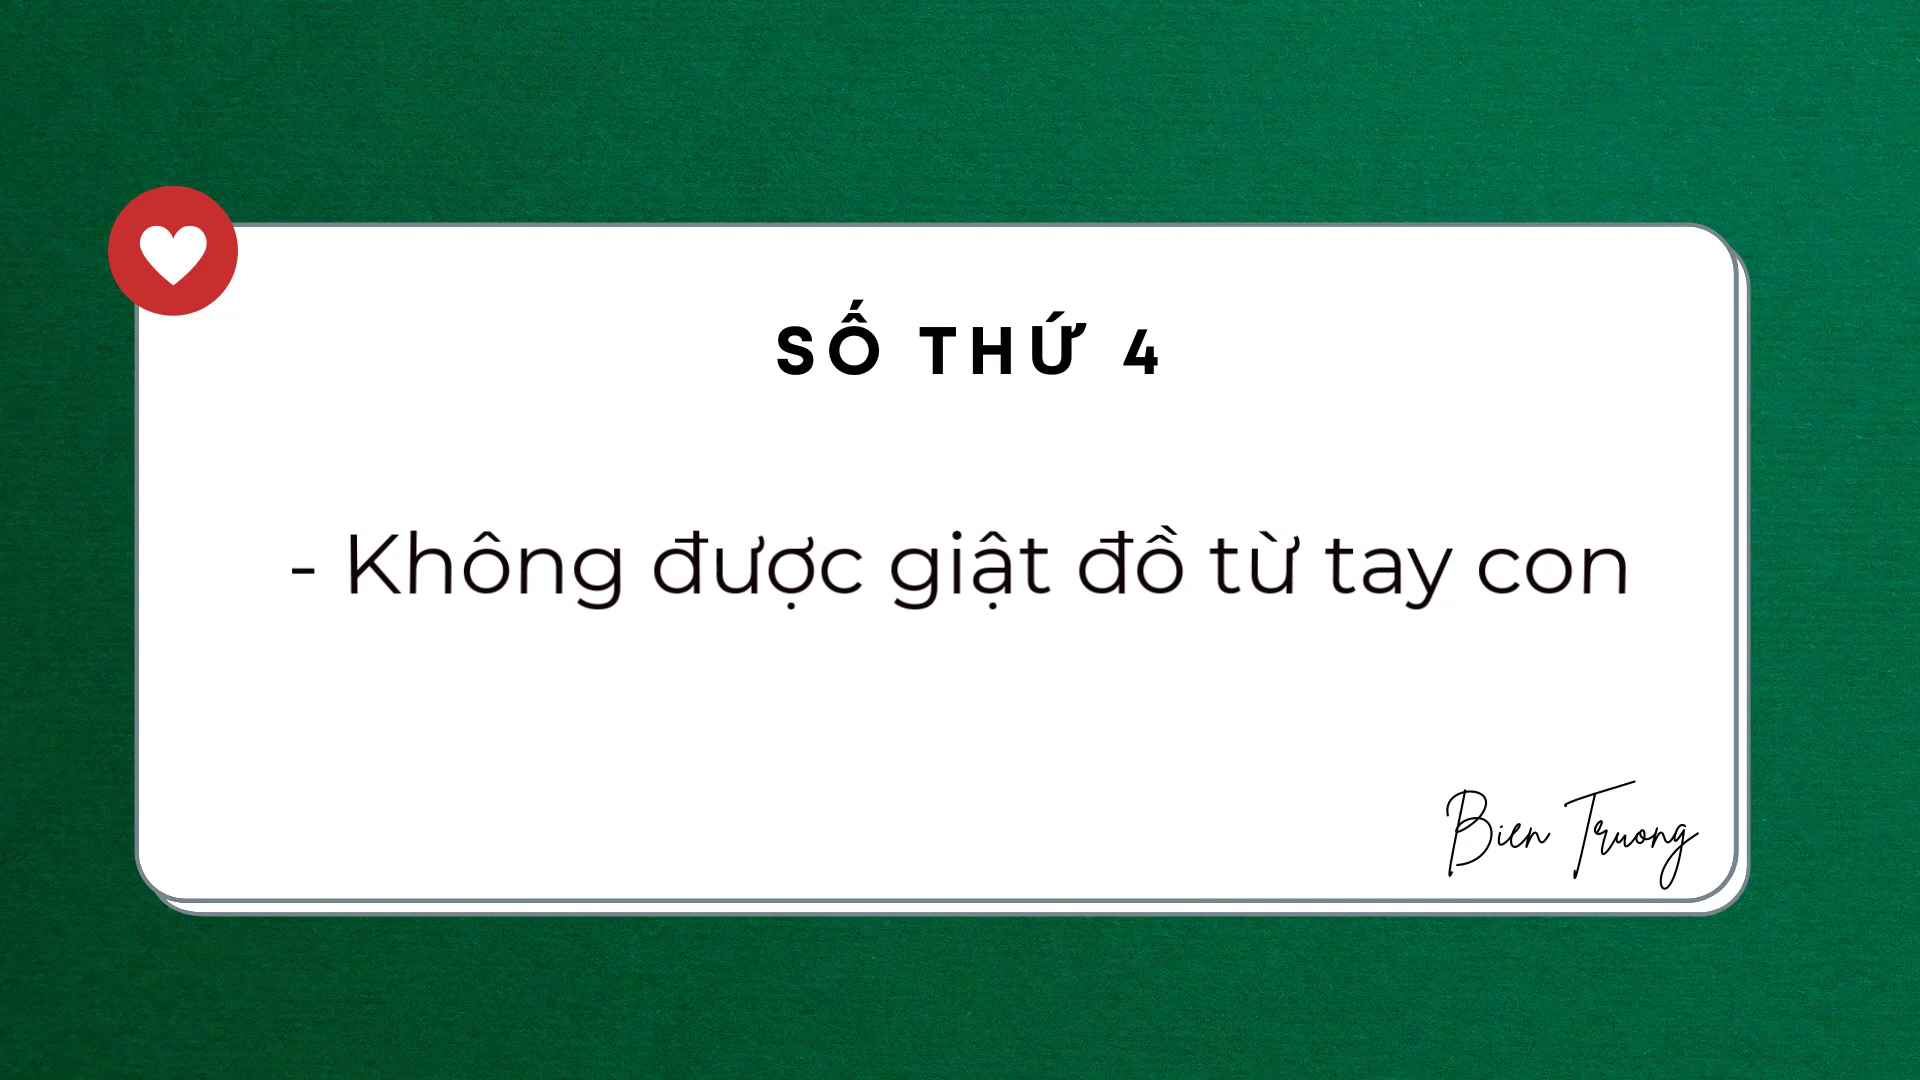 SỐ THỨ 4
- Không được giật đồ từ tay con
Bien Truong